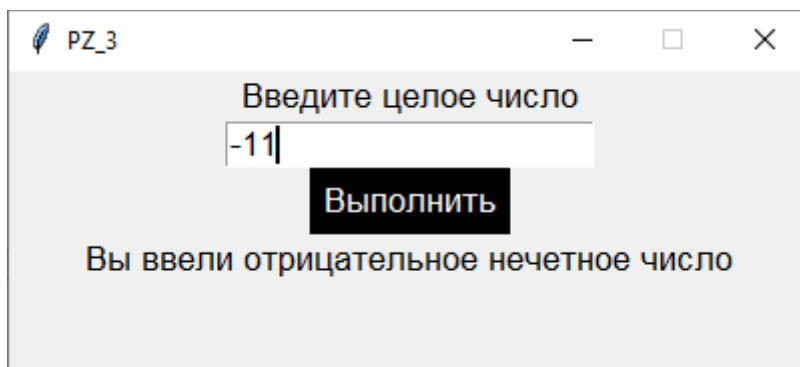 PZ_3
Введите целое число
-11
Выполнить
Вы ввели отрицательное нечетное число